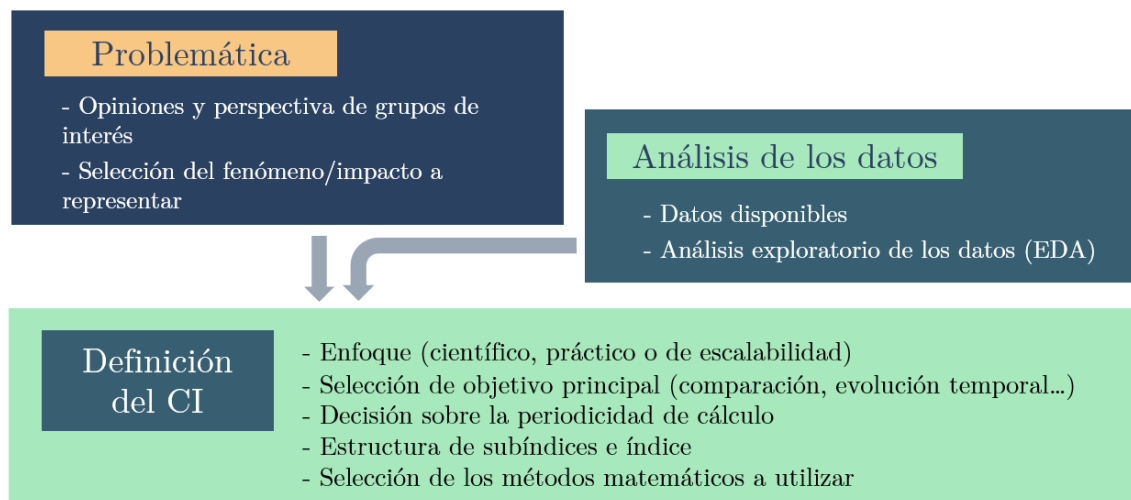 Problemática
- Opiniones y perspectiva de grupos de
interés
- Selección del fenómeno/impacto a
representar
Análisis de los datos
- Datos disponibles
- Análisis exploratorio de los datos (EDA)
Definición
del CI
- Enfoque (científico, práctico o de escalabilidad)
- Selección de objetivo principal (comparación, evolución temporal…)
- Decisión sobre la periodicidad de cálculo
- Estructura de subíndices e índice
- Selección de los métodos matemáticos a utilizar